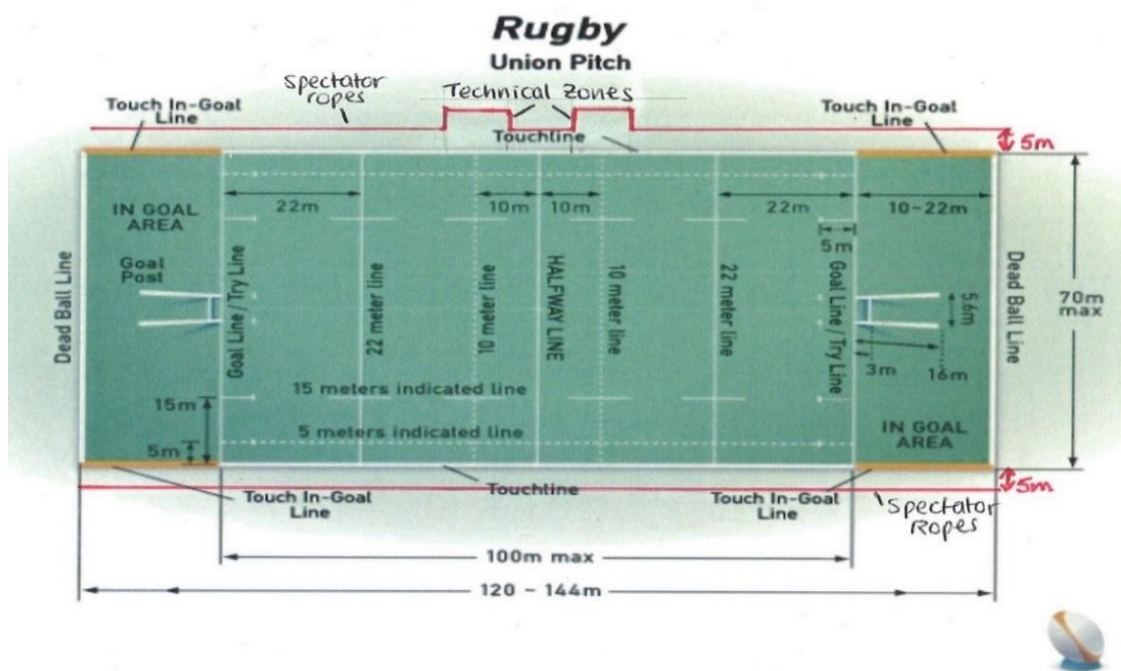 Rugby
Union Pitch
Spectator
ropes
Technical Zones
Touch In-Goal
Line
Touchline
Touch In-Goal
Line
5m
IN GOAL
AREA
22m
10m
10m
22m
10~22m
5m
Goal
Post
Dead Ball Line
Goal Line/Try Line
22 meter line
10 meter line
HALFWAY LINE
10 meter line
22 meter line
Goal Line/Try Line
5.6m
Dead Ball Line
70m
max
3m
16m
15 meters indicated line
15m
5 meters indicated line
5m
IN GOAL
AREA
Touch In-Goal
Line
Touchline
Touch In-Goal
Line
5m
Spectator
Ropes
100m max
120 ~ 144m